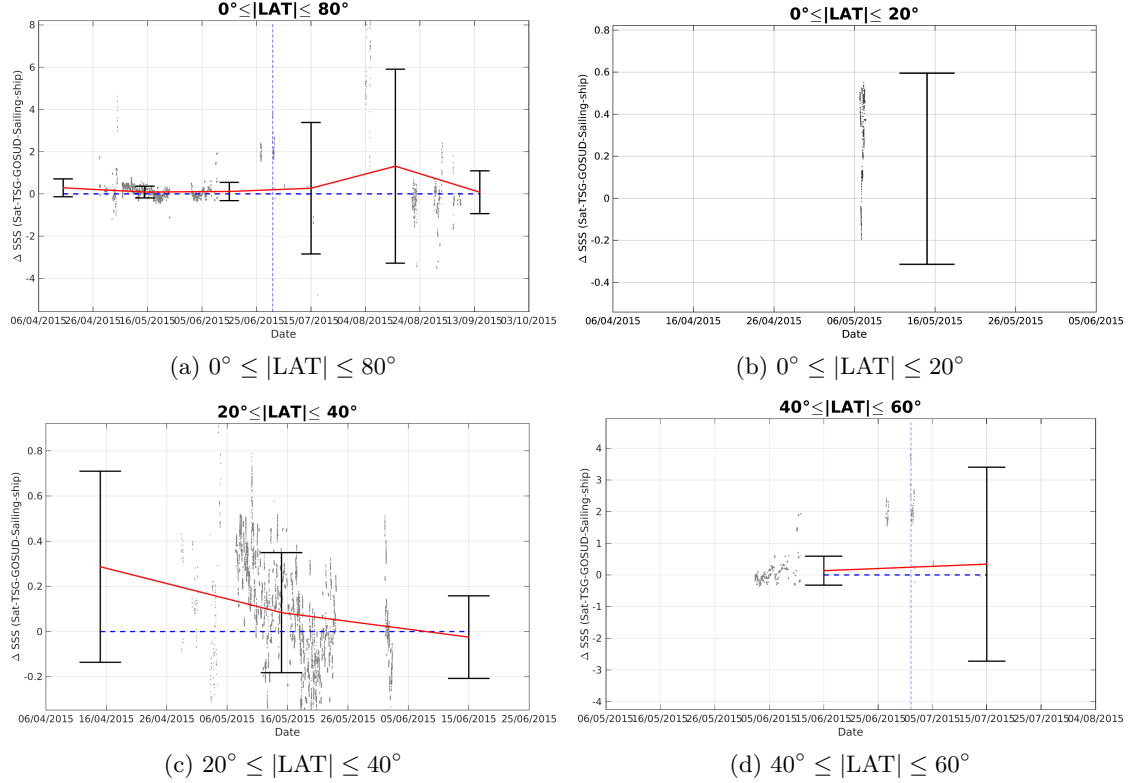 0°≤|LAT|≤ 80°
8
6
4
2
0
-2
-4
Δ SSS (Sat-TSG-GOSUD-Sailing-ship)
06/04/2015 26/04/2015 16/05/2015 05/06/2015 25/06/2015 15/07/2015 04/08/2015 24/08/2015 13/09/2015 03/10/2015
Date
(a) 0° ≤ |LAT| ≤ 80°
0°≤|LAT|≤ 20°
0.8
0.6
0.4
0.2
0
-0.2
-0.4
Δ SSS (Sat-TSG-GOSUD-Sailing-ship)
06/04/2015 16/04/2015 26/04/2015 06/05/2015 16/05/2015 26/05/2015 05/06/2015
Date
(b) 0° ≤ |LAT| ≤ 20°
20°≤|LAT|≤ 40°
0.8
0.6
0.4
0.2
0
-0.2
Δ SSS (Sat-TSG-GOSUD-Sailing-ship)
06/04/2015 16/04/2015 26/04/2015 06/05/2015 16/05/2015 26/05/2015 05/06/2015 15/06/2015 25/06/2015
Date
(c) 20° ≤ |LAT| ≤ 40°
40°≤|LAT|≤ 60°
4
3
2
1
0
-1
-2
-3
-4
Δ SSS (Sat-TSG-GOSUD-Sailing-ship)
06/05/2015 16/05/2015 26/05/2015 05/06/2015 15/06/2015 25/06/2015 05/07/2015 15/07/2015 25/07/2015 04/08/2015
Date
(d) 40° ≤ |LAT| ≤ 60°